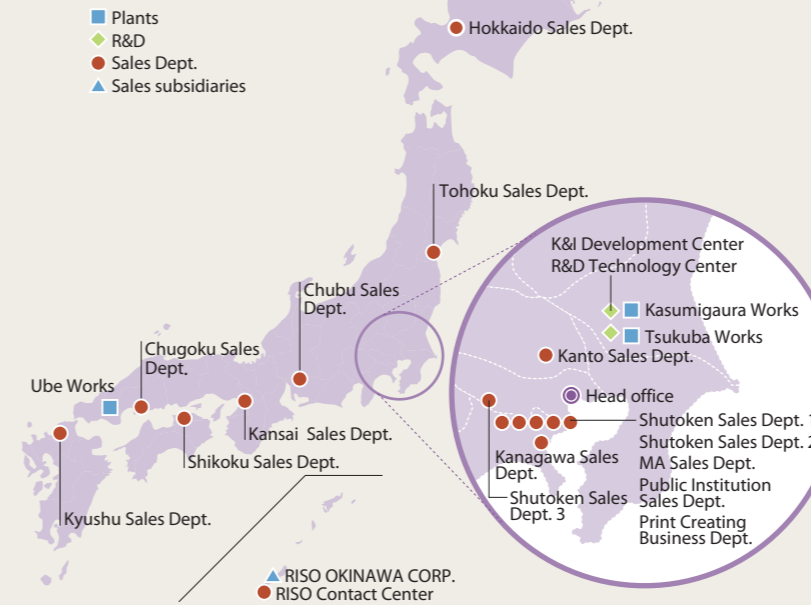 Plants
R&D
Sales Dept.
Sales subsidiaries
Hokkaido Sales Dept.
Tohoku Sales Dept.
Chubu Sales
Dept.
Chugoku Sales
Dept.
Ube Works
Kansai Sales Dept.
Shikoku Sales Dept.
Kyushu Sales Dept.
K&I Development Center
R&D Technology Center
Kasumigaura Works
Tsukuba Works
Kanto Sales Dept.
Head office
Shutoken Sales Dept. 1
Shutoken Sales Dept. 2
MA Sales Dept.
Public Institution
Sales Dept.
Print Creating
Business Dept.
Kanagawa Sales
Dept.
Shutoken Sales
Dept. 3
RISO OKINAWA CORP.
RISO Contact Center